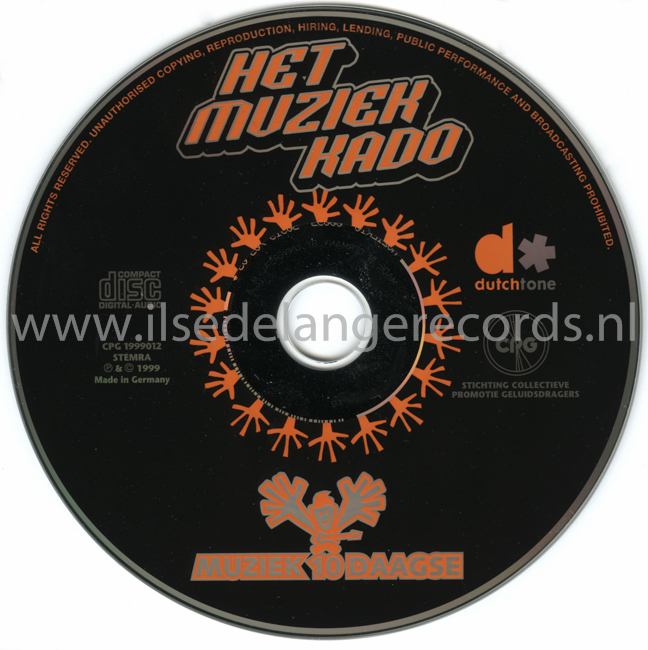 ALL RIGHTS RESERVED. UNAUTHORISED COPYING, REPRODUCTION, HIRING, LENDING, PUBLIC PERFORMANCE AND BROADCASTING PROHIBITED.
HET
MUZIEK
KADO
d*
dutchtone
COMPACT
disc
DIGITAL AUDIO
www.ilsedelangerecords.nl
CPG 1999012
STEMRA
℗ & © 1999
Made in Germany
CPG
STICHTING COLLECTIEVE
PROMOTIE GELUIDSDRAGERS
MUZIEK 10 DAAGSE